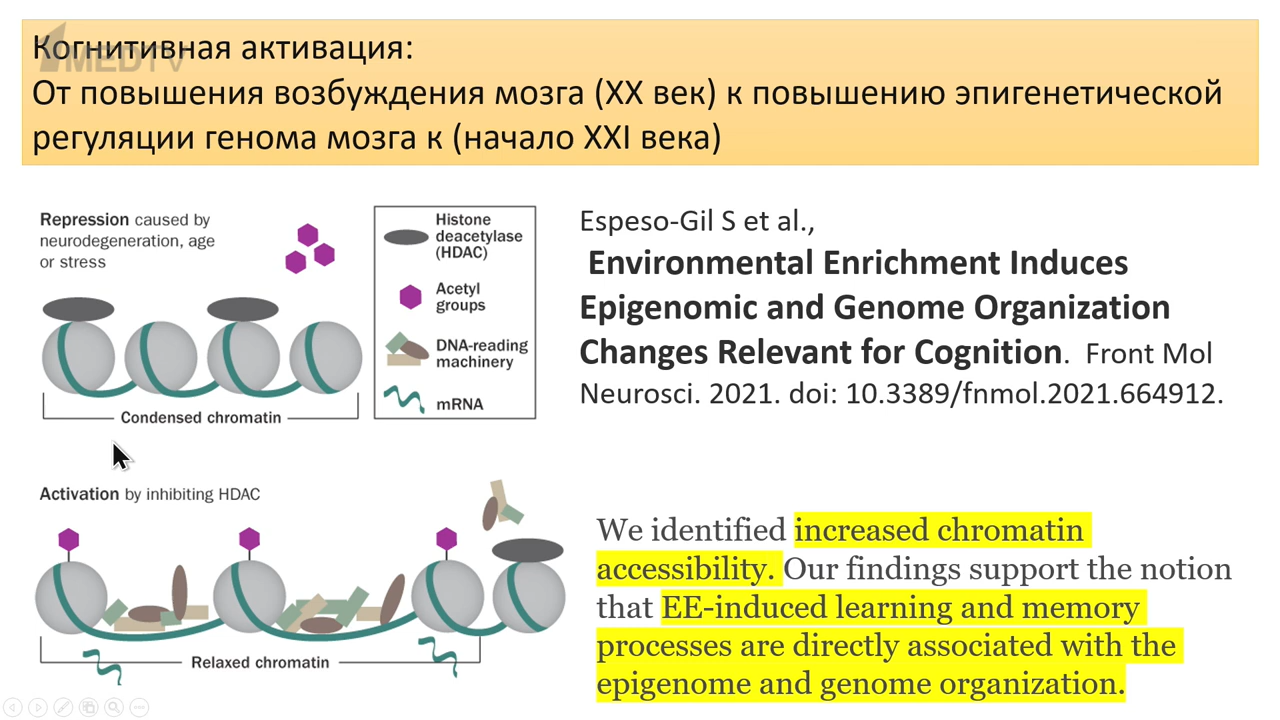 Когнитивная активация:
1MEDTV
От повышения возбуждения мозга (XX век) к повышению эпигенетической
регуляции генома мозга к (начало XXI века)
Repression caused by
neurodegeneration, age
or stress
Histone
deacetylase
(HDAC)
Acetyl
groups
DNA-reading
machinery
mRNA
Condensed chromatin
Espeso-Gil S et al.,
Environmental Enrichment Induces
Epigenomic and Genome Organization
Changes Relevant for Cognition. Front Mol
Neurosci. 2021. doi: 10.3389/fnmol.2021.664912.
Activation by inhibiting HDAC
Relaxed chromatin
We identified increased chromatin
accessibility. Our findings support the notion
that EE-induced learning and memory
processes are directly associated with the
epigenome and genome organization.